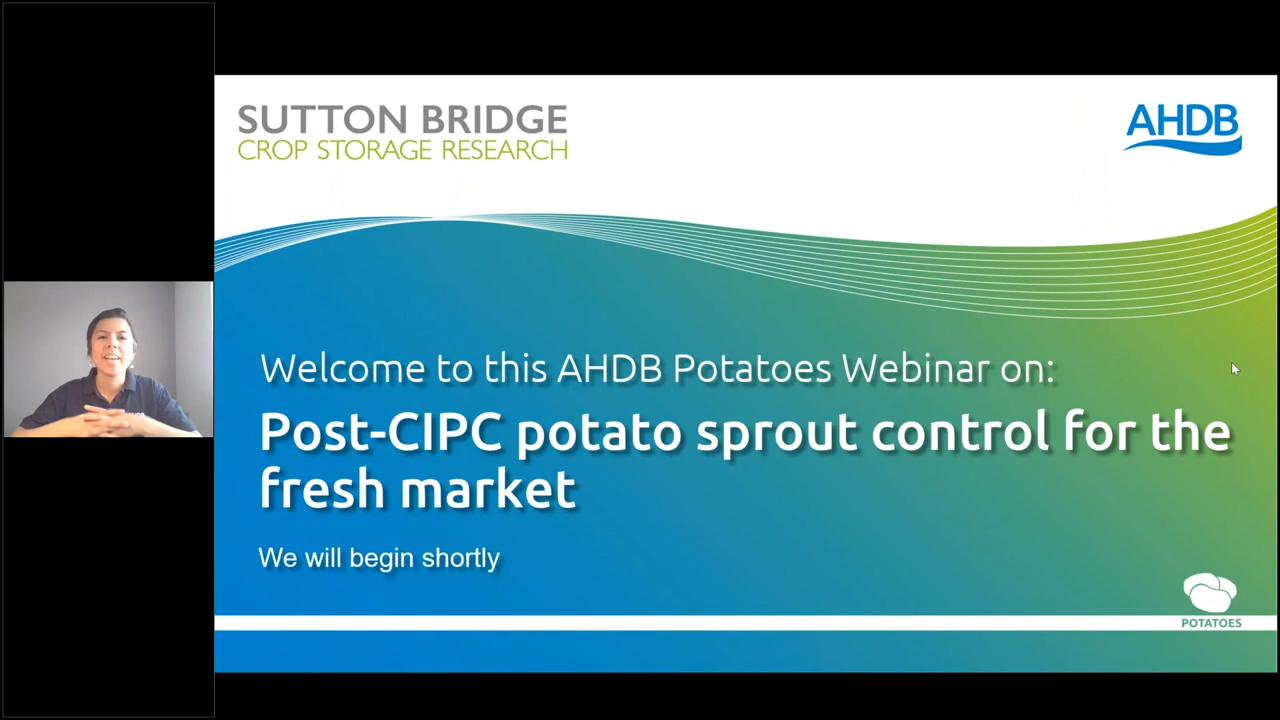 SUTTON BRIDGE
CROP STORAGE RESEARCH
AHDB
Welcome to this AHDB Potatoes Webinar on:
Post-CIPC potato sprout control for the
fresh market
We will begin shortly
POTATOES